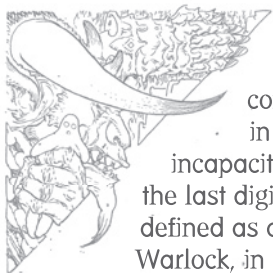 co
in
incapacit
the last digi
defined as a
Warlock, in